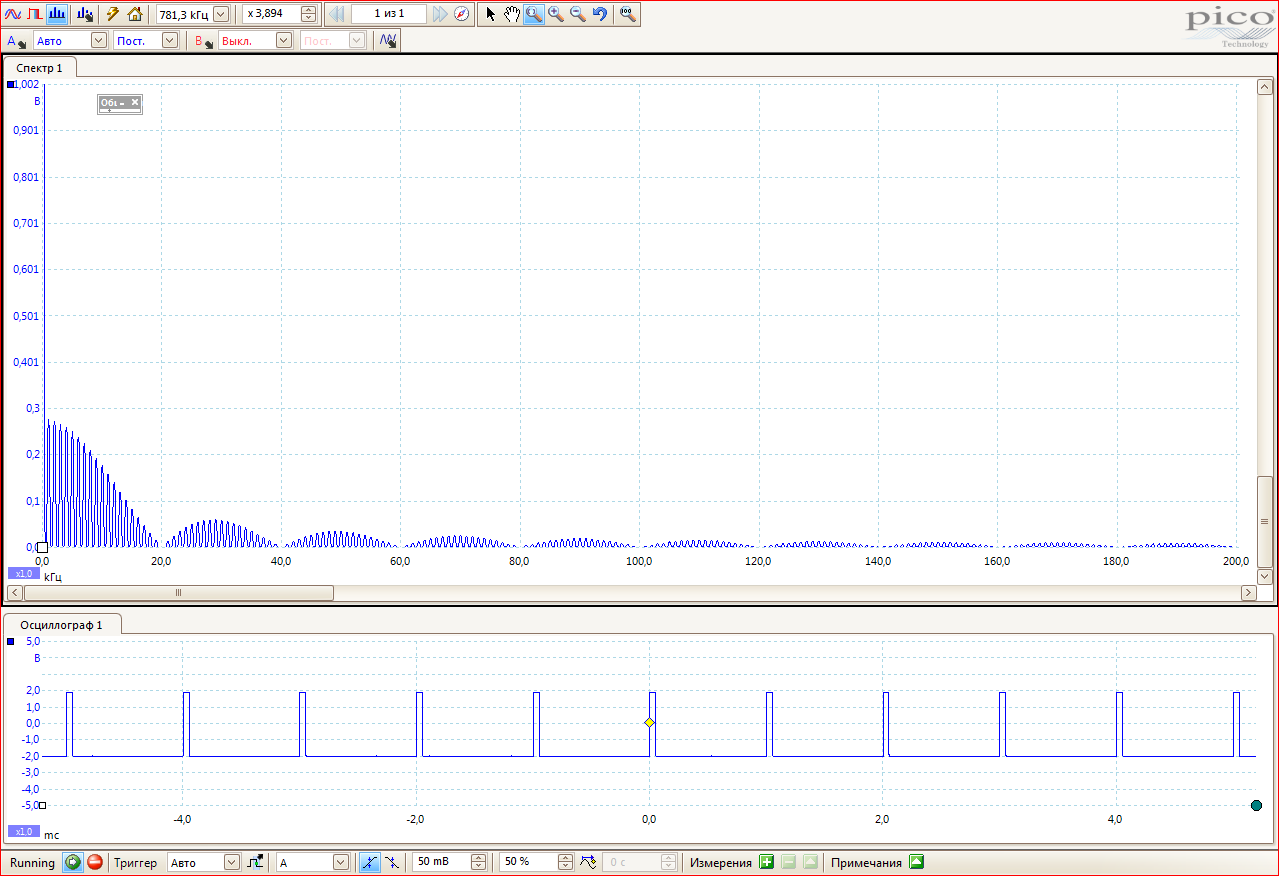 781,3 кГц x 3,894 1 из 1
pico
Technology
A Авто Пост. B Выкл. Пост.
Спектр 1
1,002
В
0,901
0,801
0,701
0,601
0,501
0,401
0,3
0,2
0,1
0,0
0,0 20,0 40,0 60,0 80,0 100,0 120,0 140,0 160,0 180,0 200,0
x1,0 кГц
Осциллограф 1
5,0
В
2,0
1,0
0,0
-1,0
-2,0
-3,0
-4,0
-5,0
-4,0 -2,0 0,0 2,0 4,0
x1,0 мс
Running Триггер Авто A 50 mВ 50 % 0 с Измерения Примечания